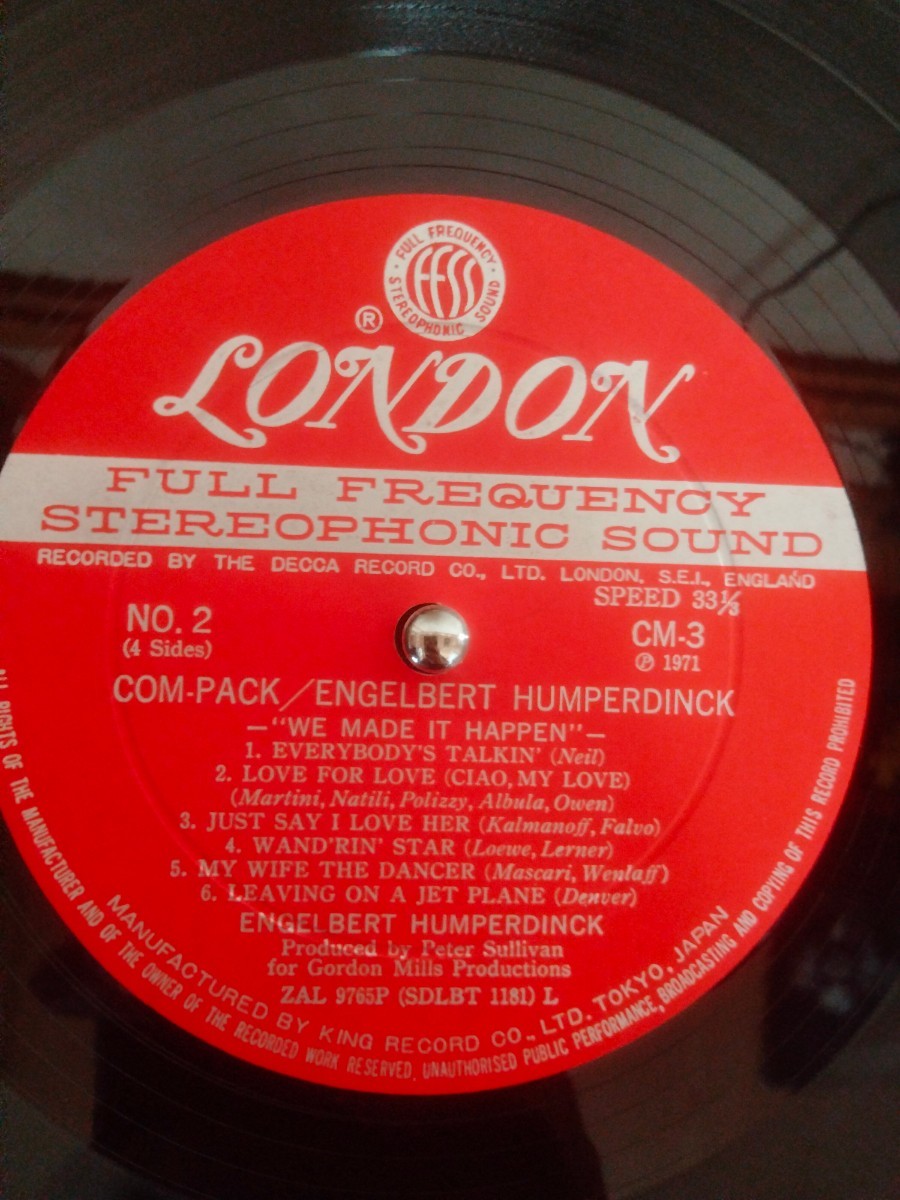 FULL FREQUENCY
FFSS
STEREOPHONIC SOUND
®
LONDON
FULL FREQUENCY
STEREOPHONIC SOUND
RECORDED BY THE DECCA RECORD CO., LTD. LONDON, S.E.I., ENGLAND
SPEED 33⅓
NO. 2
(4 Sides)
CM-3
℗ 1971
COM-PACK/ENGELBERT HUMPERDINCK
—"WE MADE IT HAPPEN"—
1. EVERYBODY'S TALKIN' (Neil)
2. LOVE FOR LOVE (CIAO, MY LOVE)
(Martini, Natili, Polizzy, Albula, Owen)
3. JUST SAY I LOVE HER (Kalmanoff, Falvo)
4. WAND'RIN' STAR (Loewe, Lerner)
5. MY WIFE THE DANCER (Mascari, Wenlaff)
6. LEAVING ON A JET PLANE (Denver)
ENGELBERT HUMPERDINCK
Produced by Peter Sullivan
for Gordon Mills Productions
ZAL 9765P (SDLBT 1181) L
MANUFACTURED BY KING RECORD CO., LTD. TOKYO, JAPAN
ALL RIGHTS OF THE MANUFACTURER AND OF THE OWNER OF THE RECORDED WORK RESERVED. UNAUTHORISED PUBLIC PERFORMANCE, BROADCASTING AND COPYING OF THIS RECORD PROHIBITED